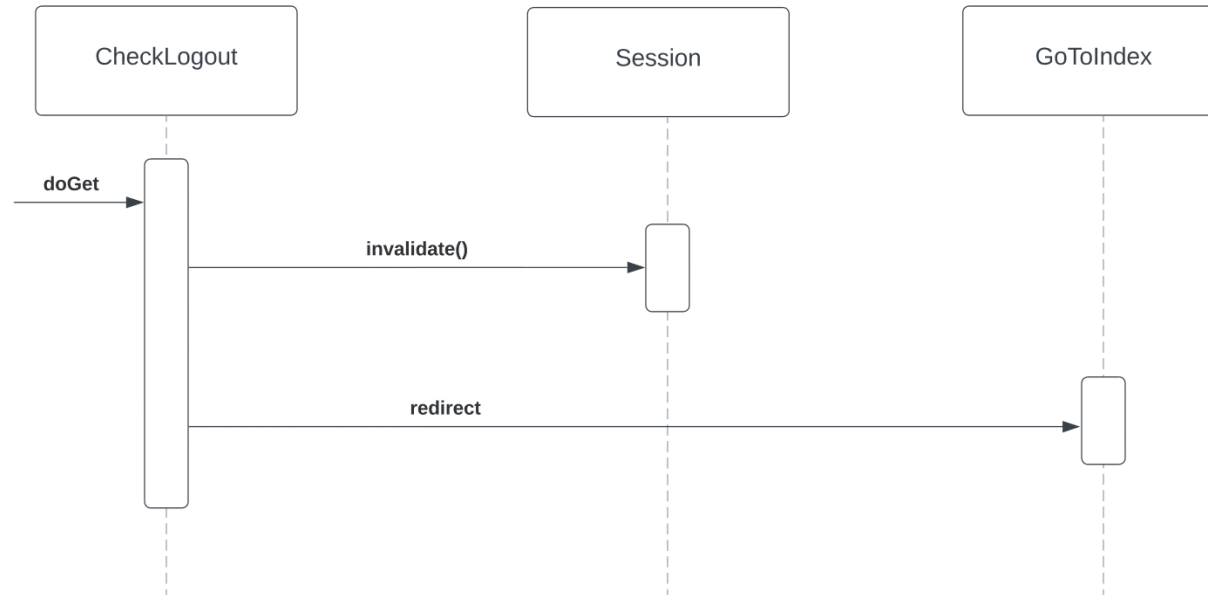 CheckLogout
Session
GoToIndex
doGet
invalidate()
redirect